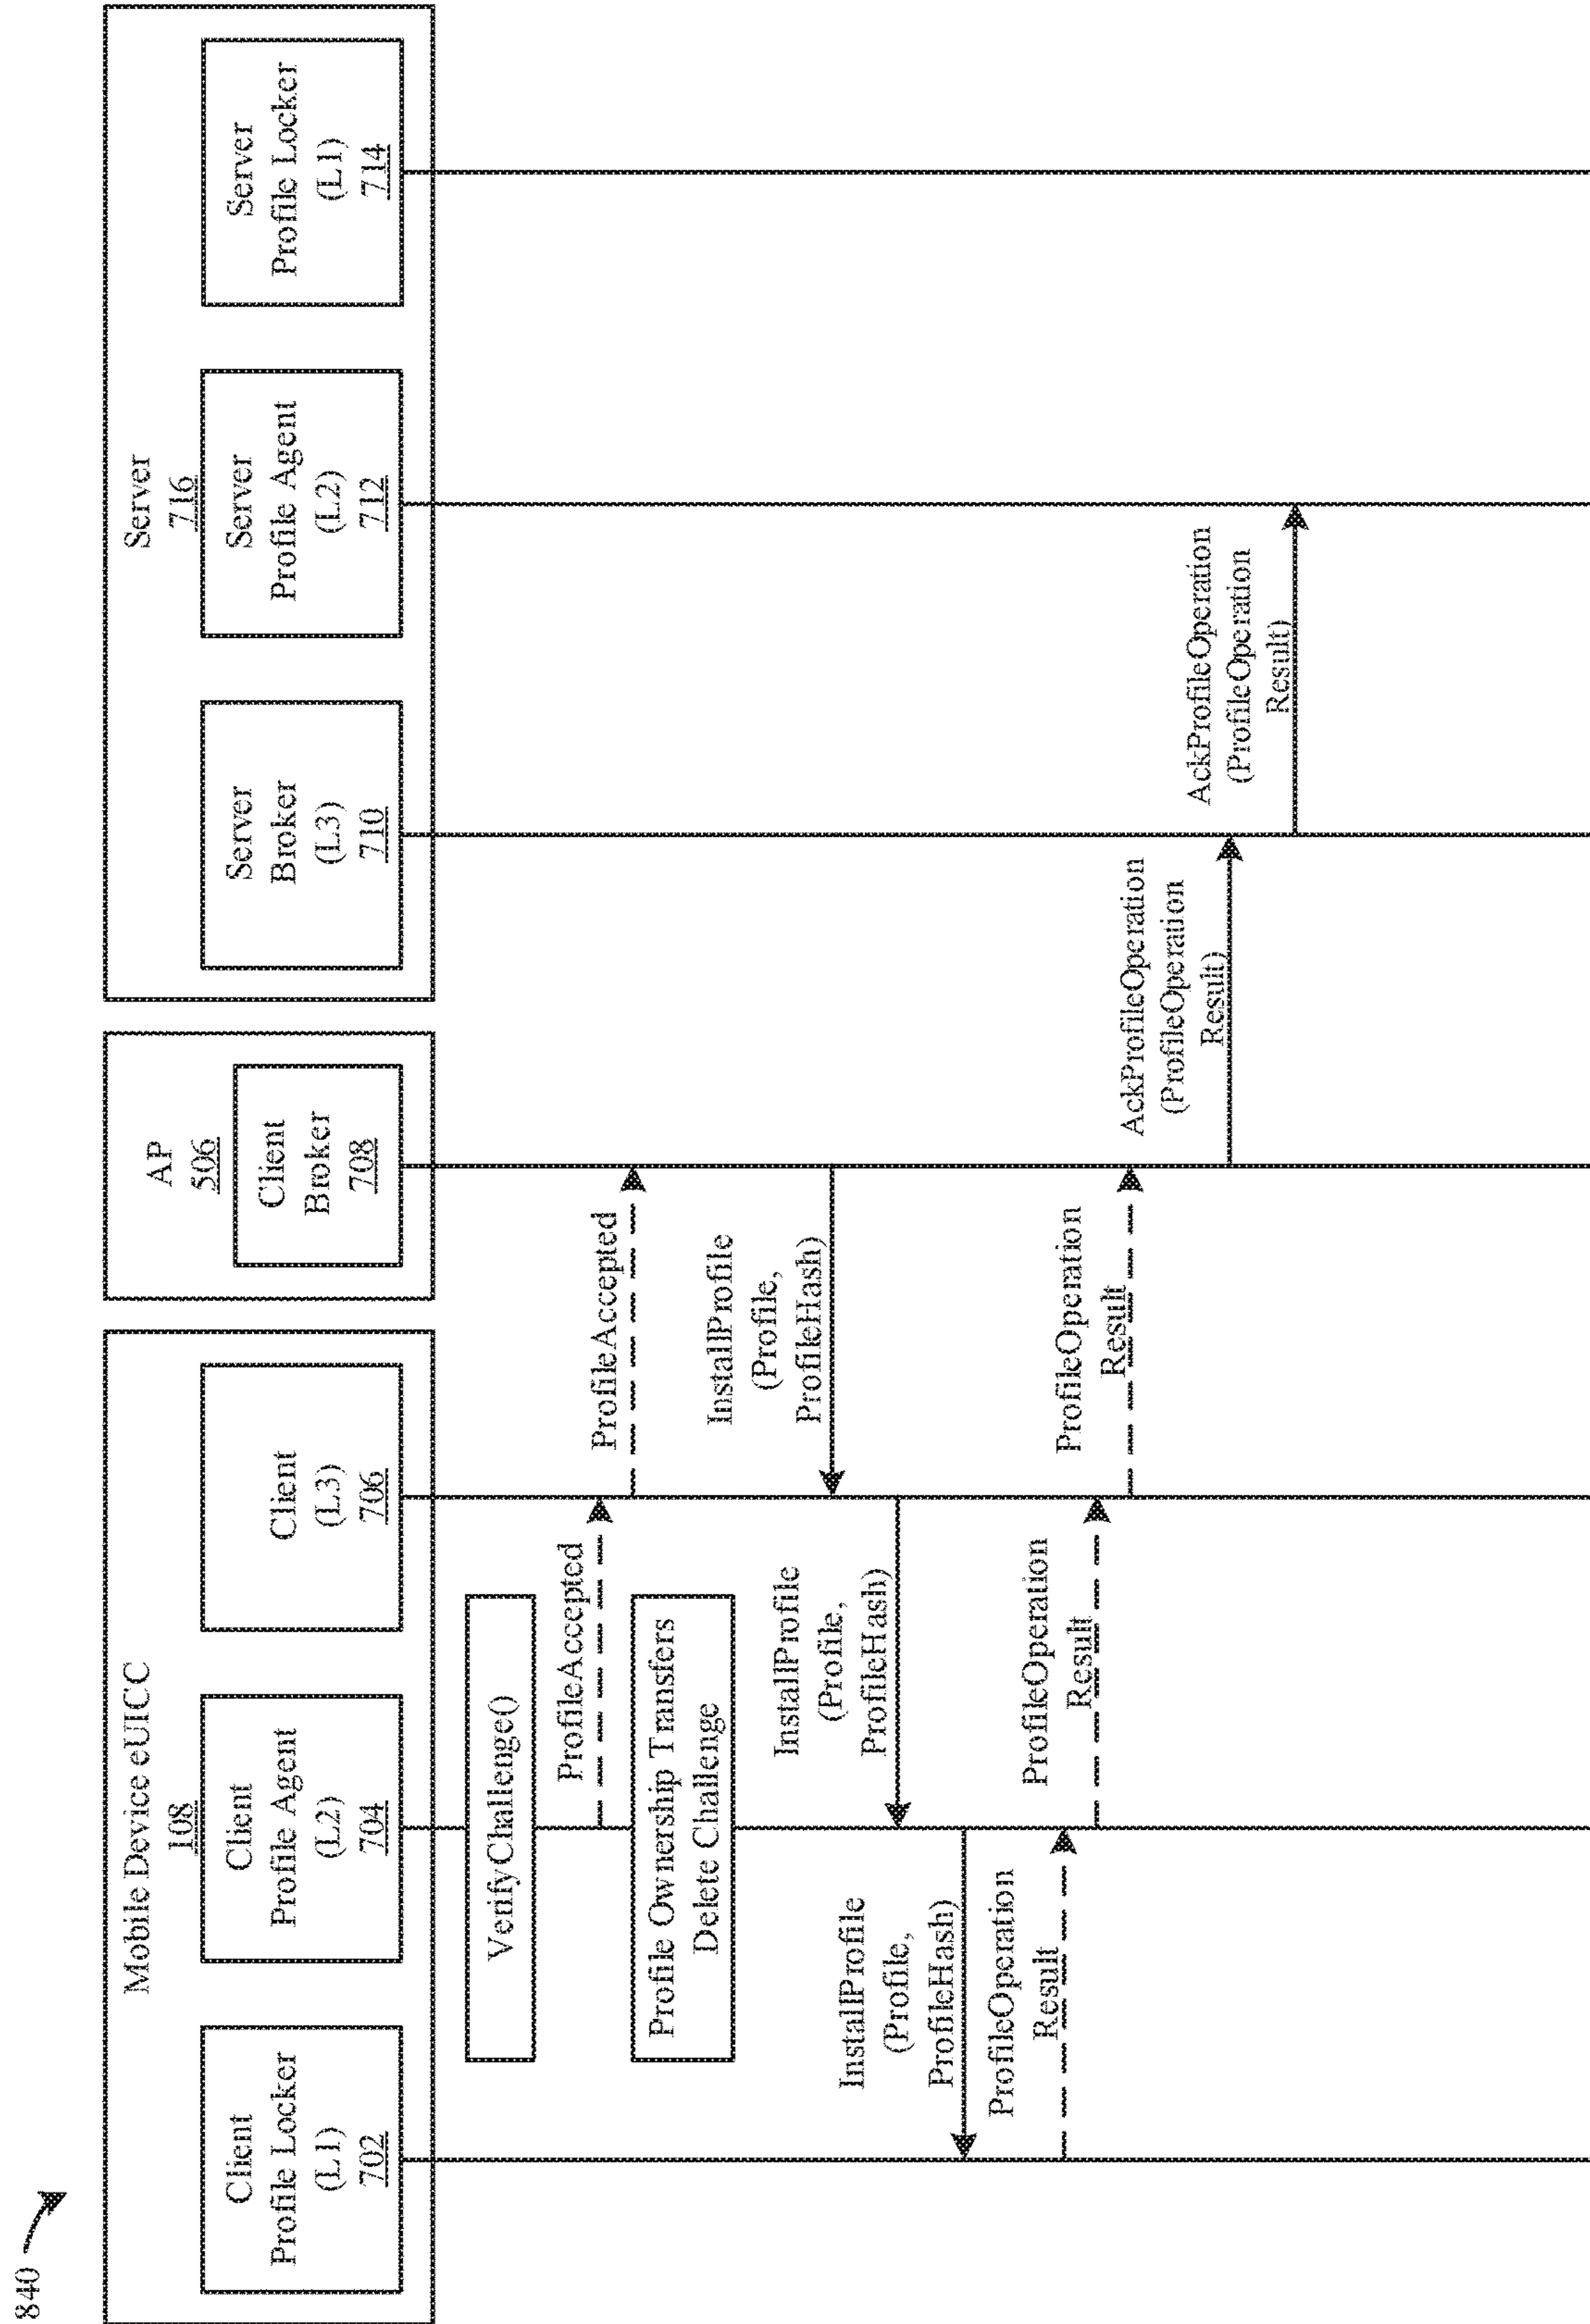 840
Mobile Device eUICC
108
Client
Profile Locker
(L1)
702
Client
Profile Agent
(L2)
704
Client
(L3)
706
AP
506
Client
Broker
708
Server
716
Server
Broker
(L3)
710
Server
Profile Agent
(L2)
712
Server
Profile Locker
(L1)
714
VerifyChallenge()
ProfileAccepted
ProfileAccepted
Profile Ownership Transfers
Delete Challenge
InstallProfile
(Profile,
ProfileHash)
InstallProfile
(Profile,
ProfileHash)
InstallProfile
(Profile,
ProfileHash)
ProfileOperation
Result
ProfileOperation
Result
ProfileOperation
Result
AckProfileOperation
(ProfileOperation
Result)
AckProfileOperation
(ProfileOperation
Result)